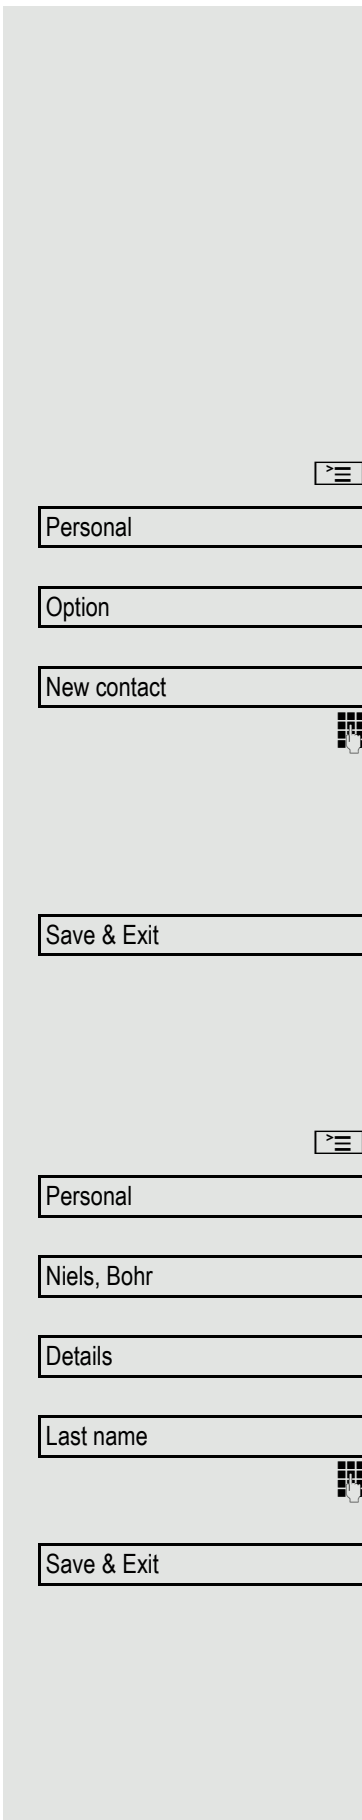 Personal
Option
New contact
Save & Exit
Personal
Niels, Bohr
Details
Last name
Save & Exit